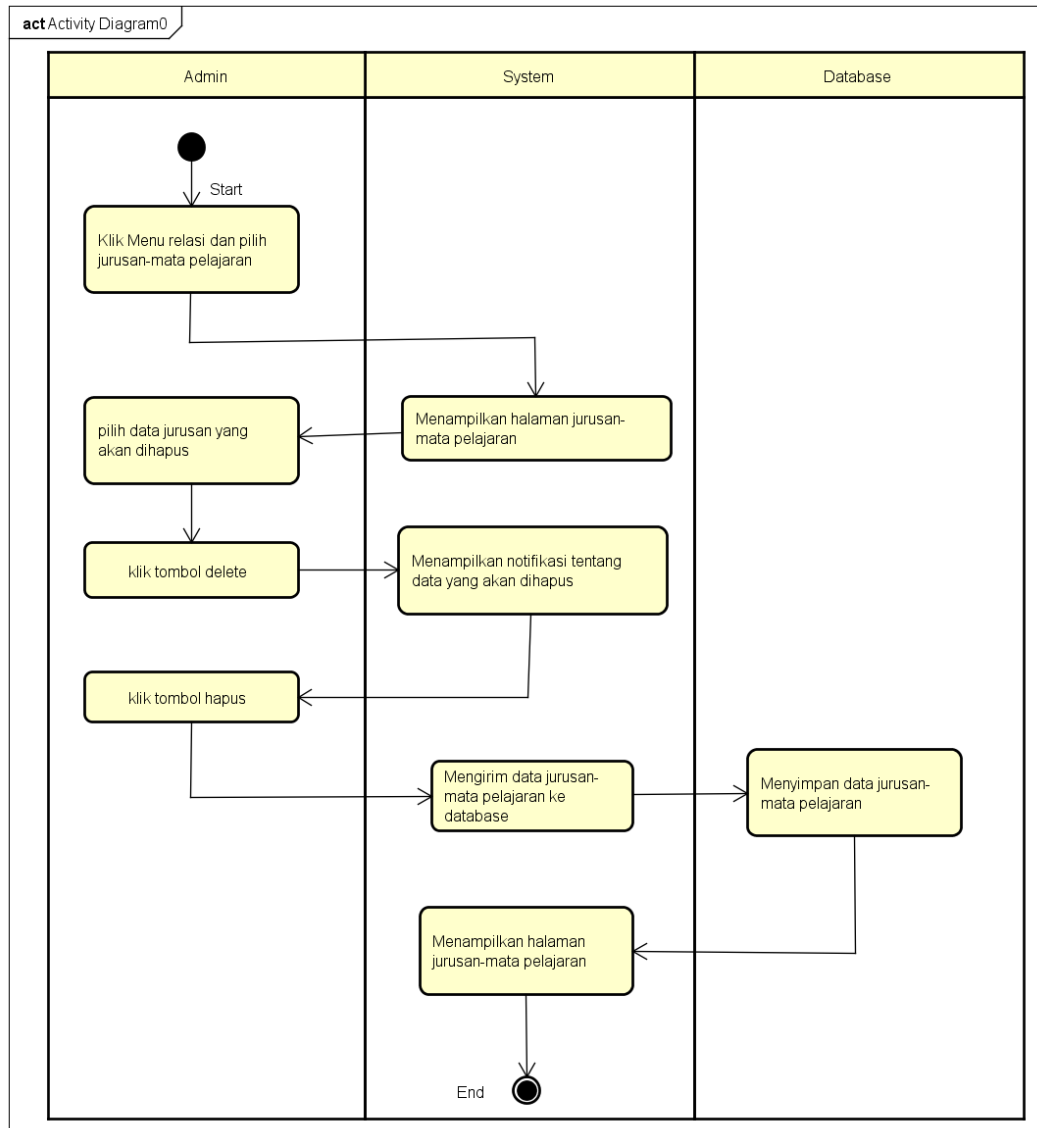 act Activity Diagram0
Admin
System
Database
Start
Klik Menu relasi dan pilih
jurusan-mata pelajaran
Menampilkan halaman jurusan-
mata pelajaran
pilih data jurusan yang
akan dihapus
klik tombol delete
Menampilkan notifikasi tentang
data yang akan dihapus
klik tombol hapus
Mengirim data jurusan-
mata pelajaran ke
database
Menyimpan data jurusan-
mata pelajaran
Menampilkan halaman
jurusan-mata pelajaran
End